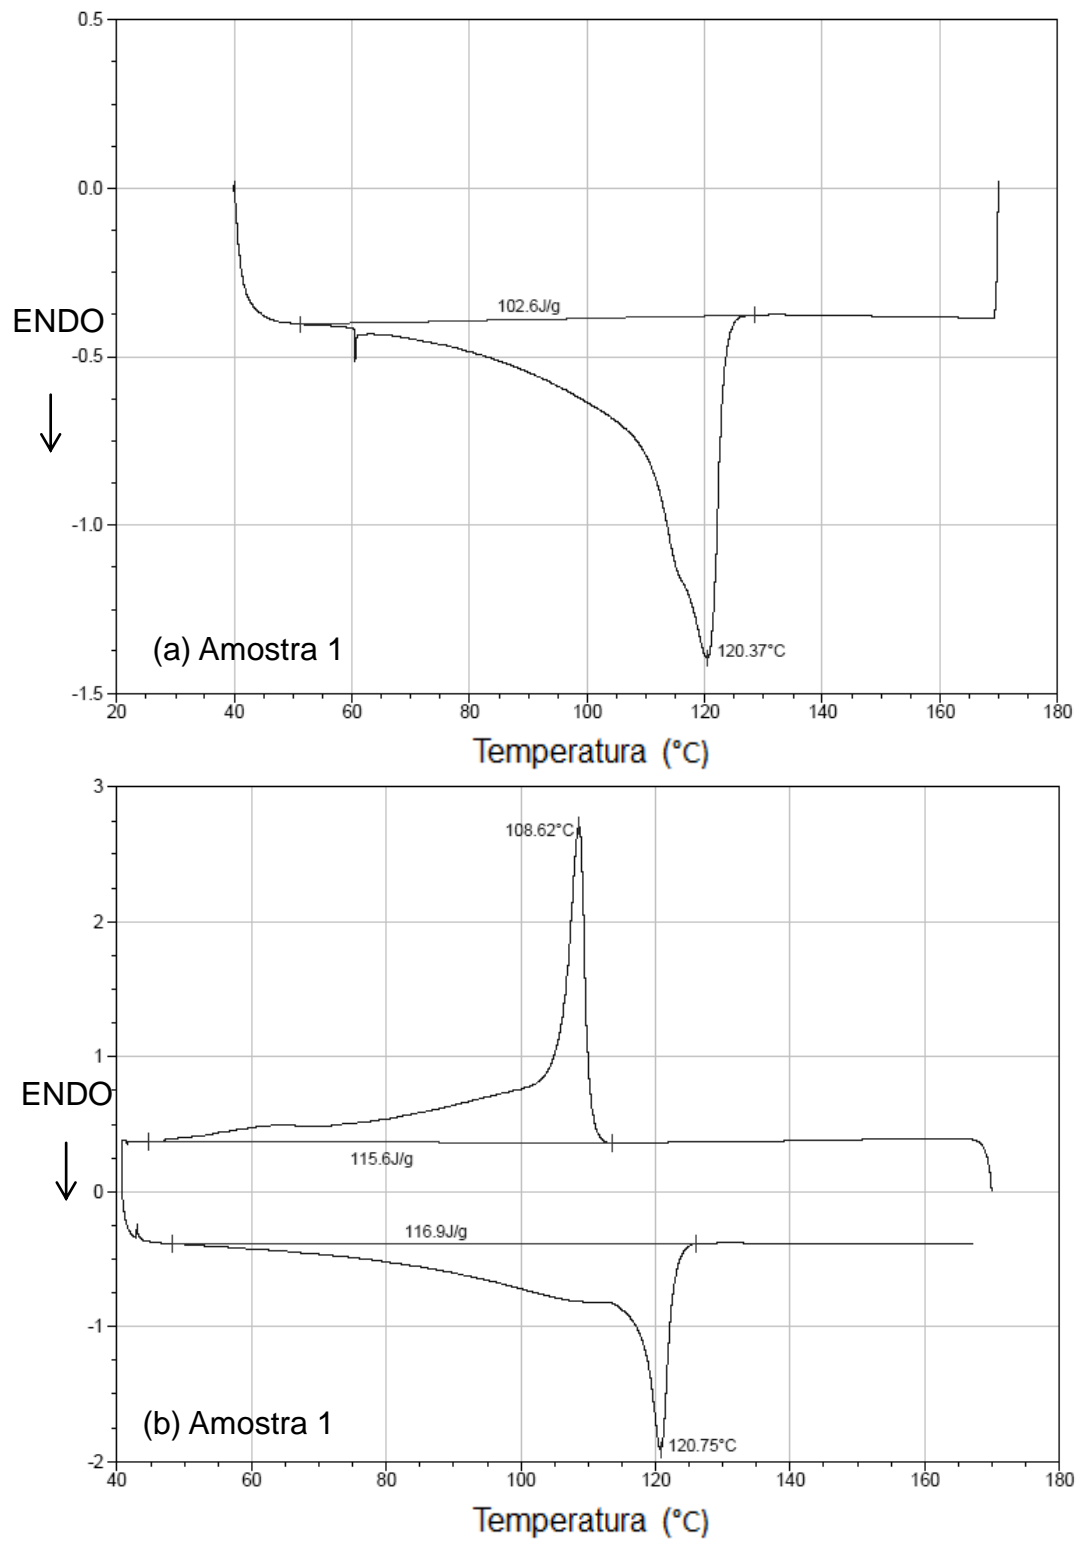 0.5
0.0
102.6J/g
ENDO
-0.5
-1.0
(a) Amostra 1
120.37°C
-1.5
20 40 60 80 100 120 140 160 180
Temperatura (°C)
3
108.62°C
2
1
ENDO
115.6J/g
0
116.9J/g
-1
(b) Amostra 1
120.75°C
-2
40 60 80 100 120 140 160 180
Temperatura (°C)